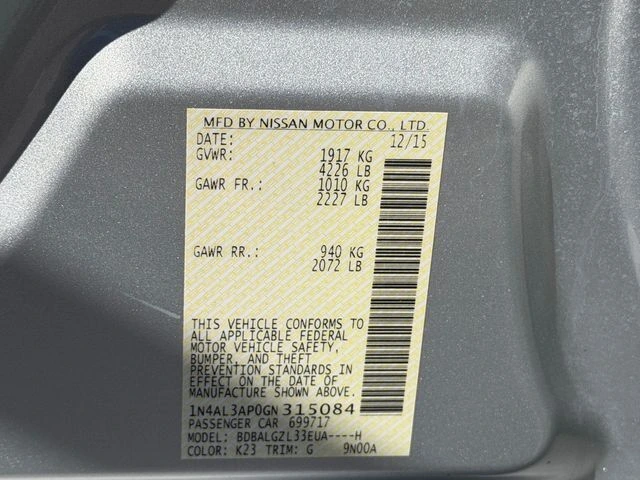 MFD BY NISSAN MOTOR CO., LTD.
DATE: 12/15
GVWR: 1917 KG
4226 LB
GAWR FR.: 1010 KG
2227 LB
GAWR RR.: 940 KG
2072 LB
THIS VEHICLE CONFORMS TO
ALL APPLICABLE FEDERAL
MOTOR VEHICLE SAFETY,
BUMPER, AND THEFT
PREVENTION STANDARDS
IN EFFECT ON THE DATE OF
MANUFACTURE SHOWN ABOVE.
1N4AL3AP0GN315084
PASSENGER CAR 699717
MODEL: BDBALGZL33EUA----H
COLOR: K23 TRIM: G 9N00A